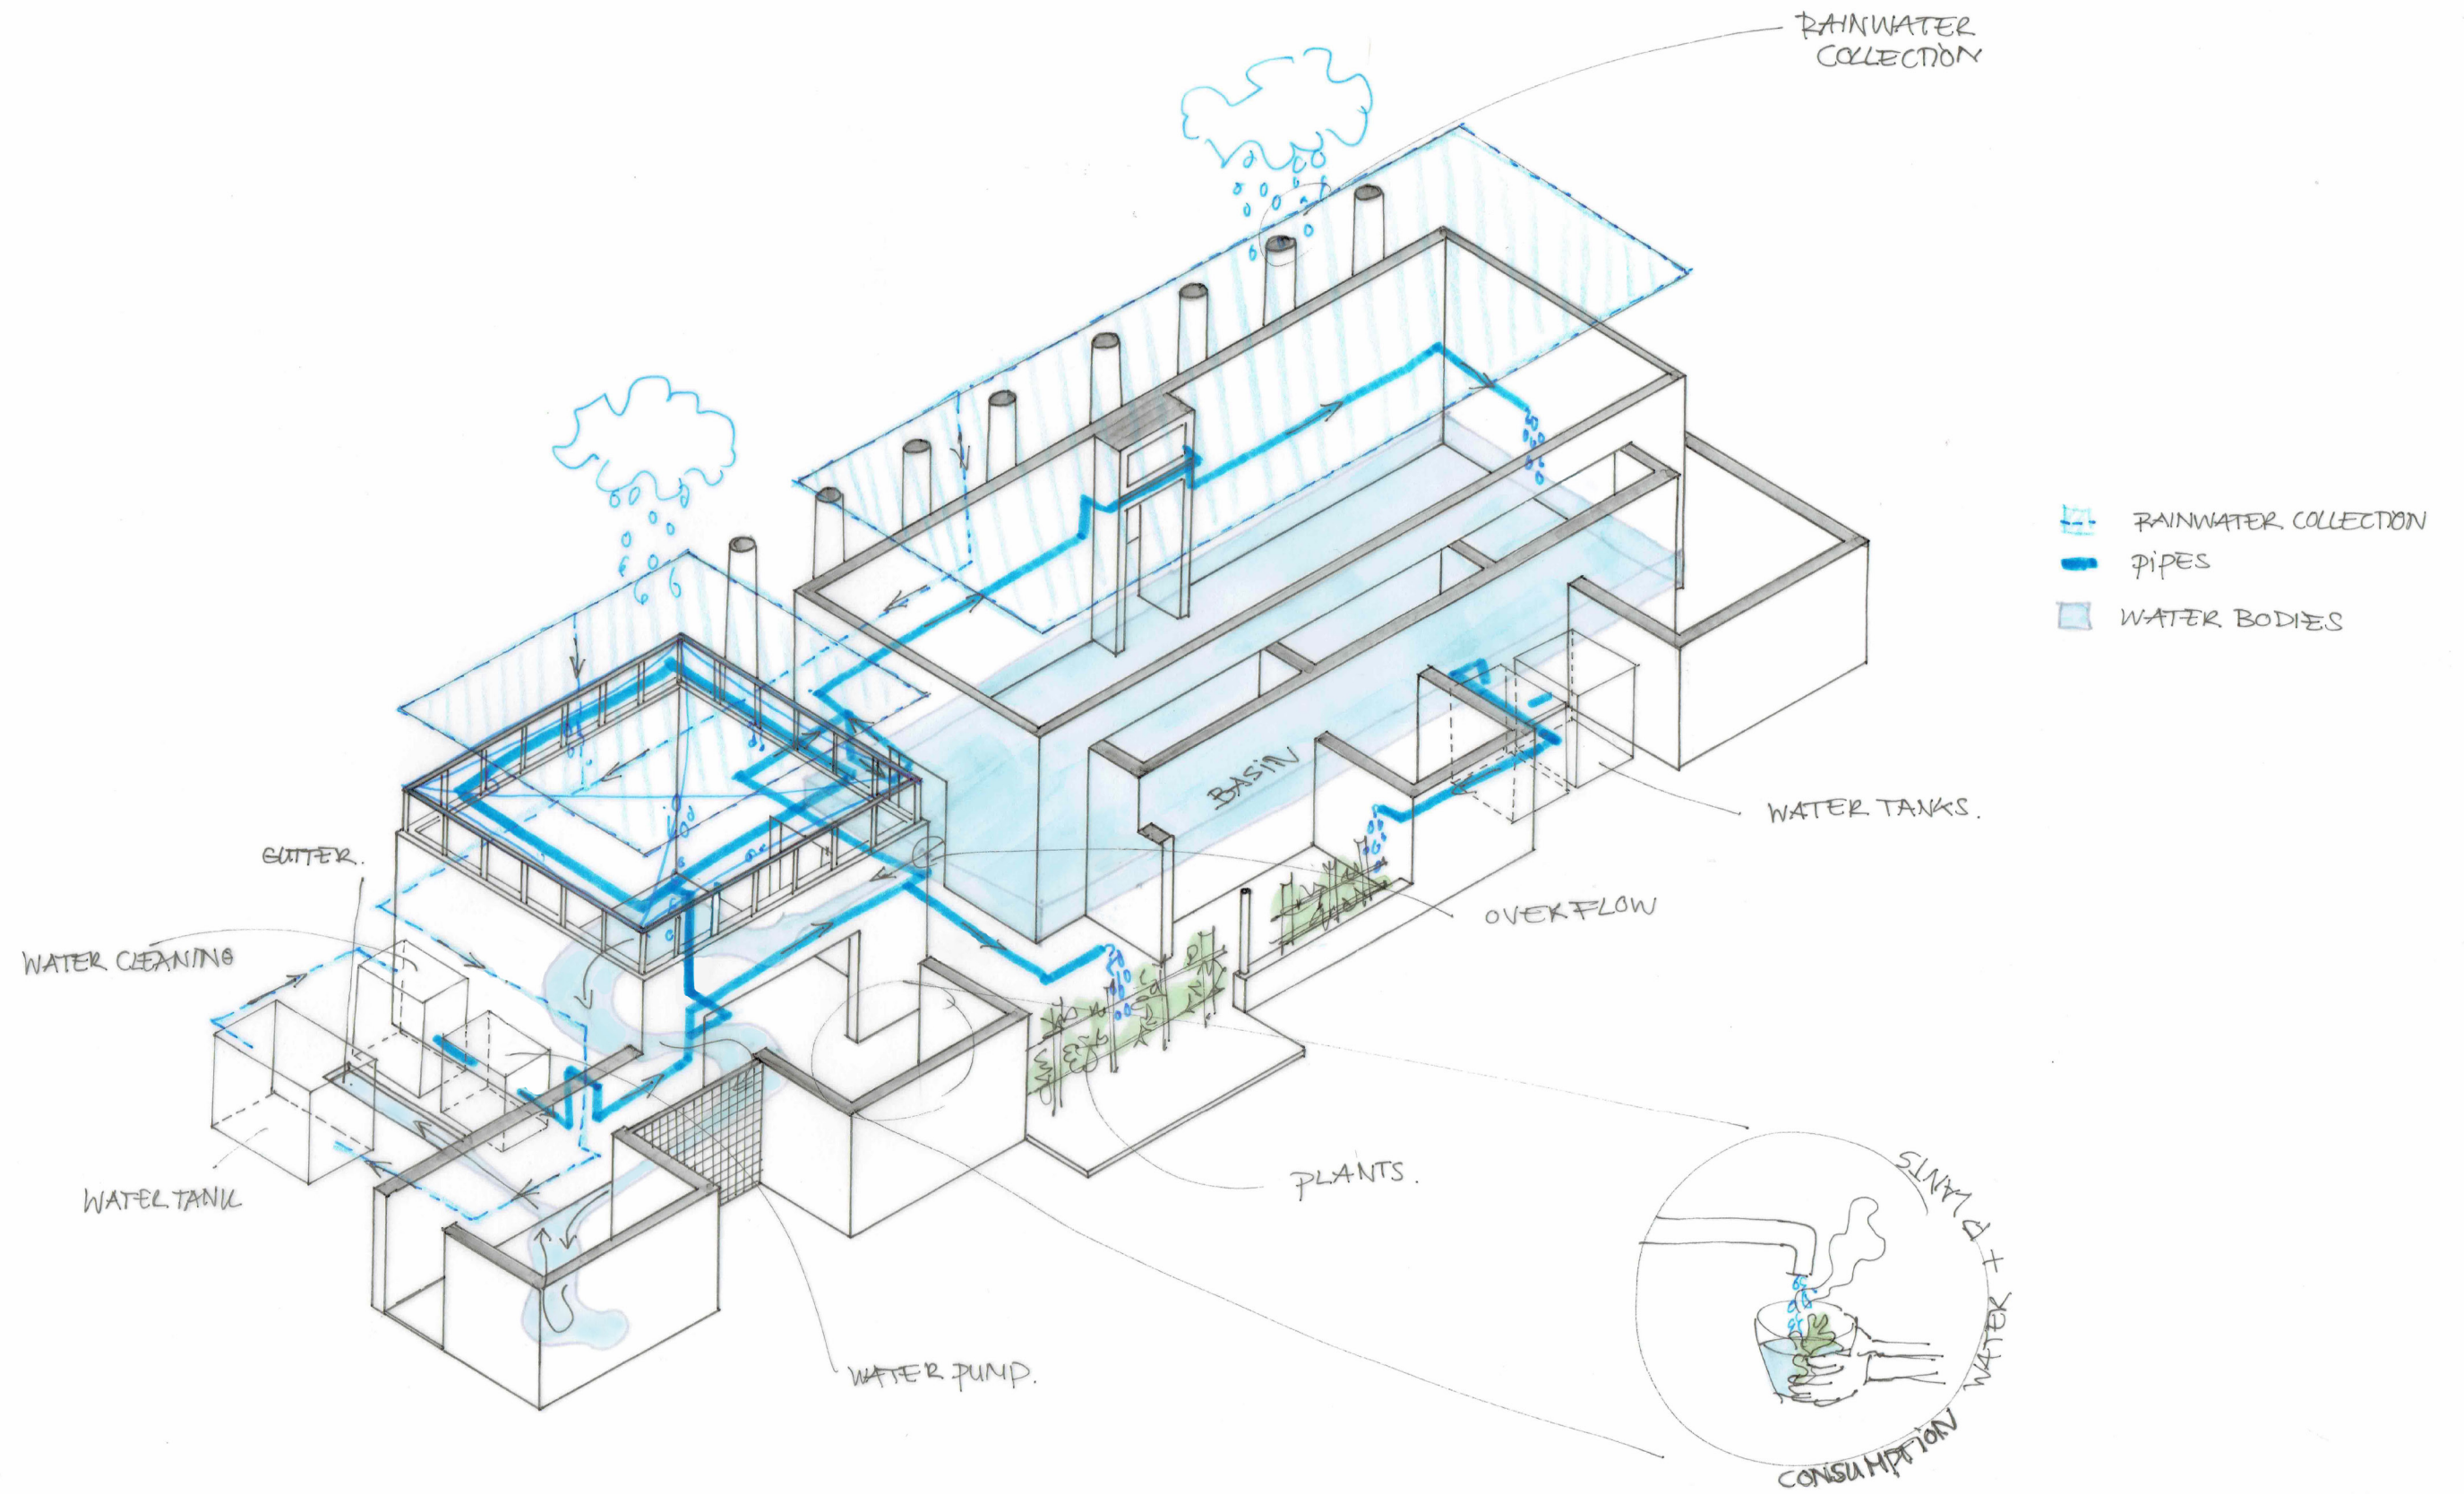 RAINWATER
COLLECTION
RAINWATER COLLECTION
PIPES
WATER BODIES
BASIN
WATER TANKS.
GUTTER.
OVERFLOW
WATER CLEANING
WATER TANK
PLANTS.
WATER PUMP.
CONSUMPTION WATER + PLANTS